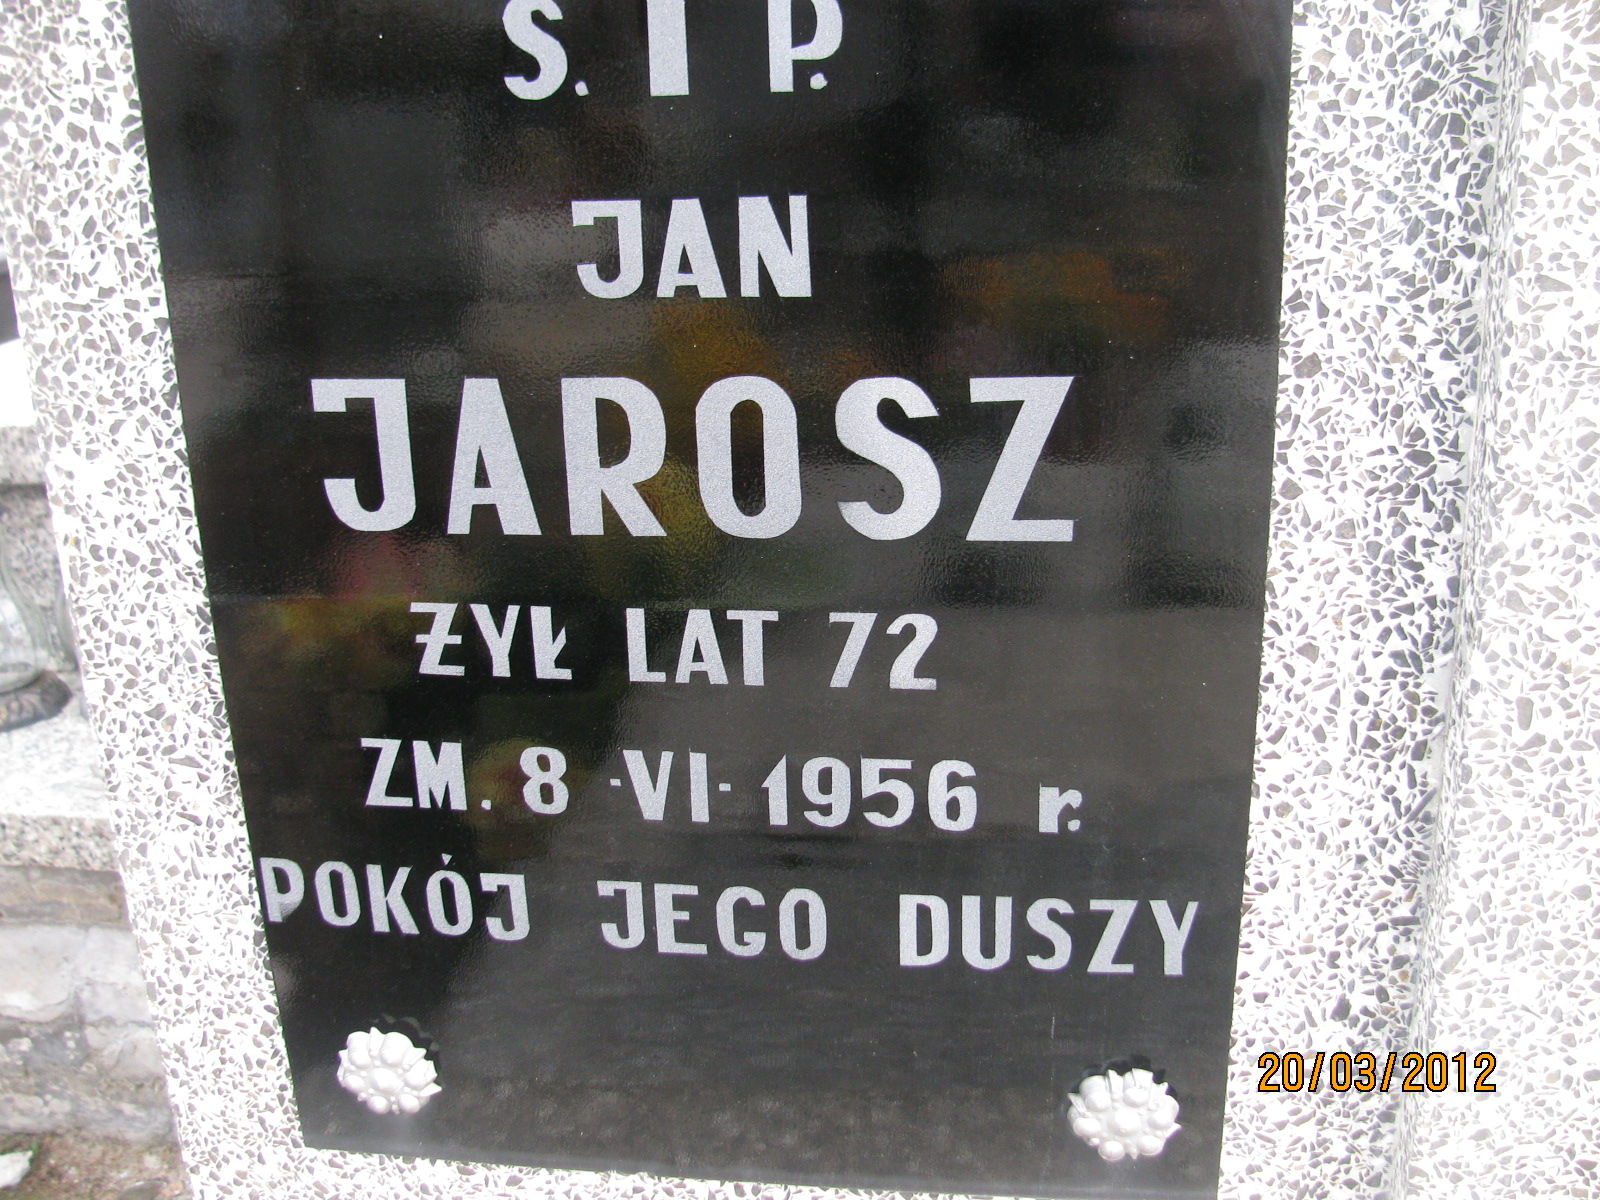 Ś. † P.
JAN
JAROSZ
ŻYŁ LAT 72
ZM. 8 -VI- 1956 r.
POKÓJ JEGO DUSZY
20/03/2012